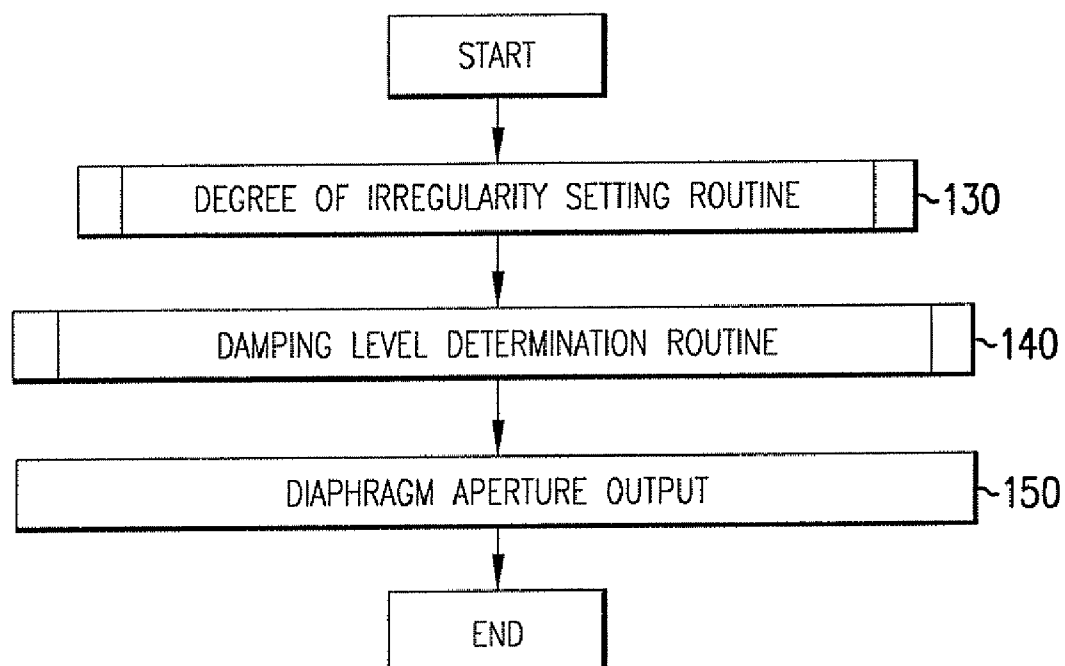 START
DEGREE OF IRREGULARITY SETTING ROUTINE
130
DAMPING LEVEL DETERMINATION ROUTINE
140
DIAPHRAGM APERTURE OUTPUT
150
END